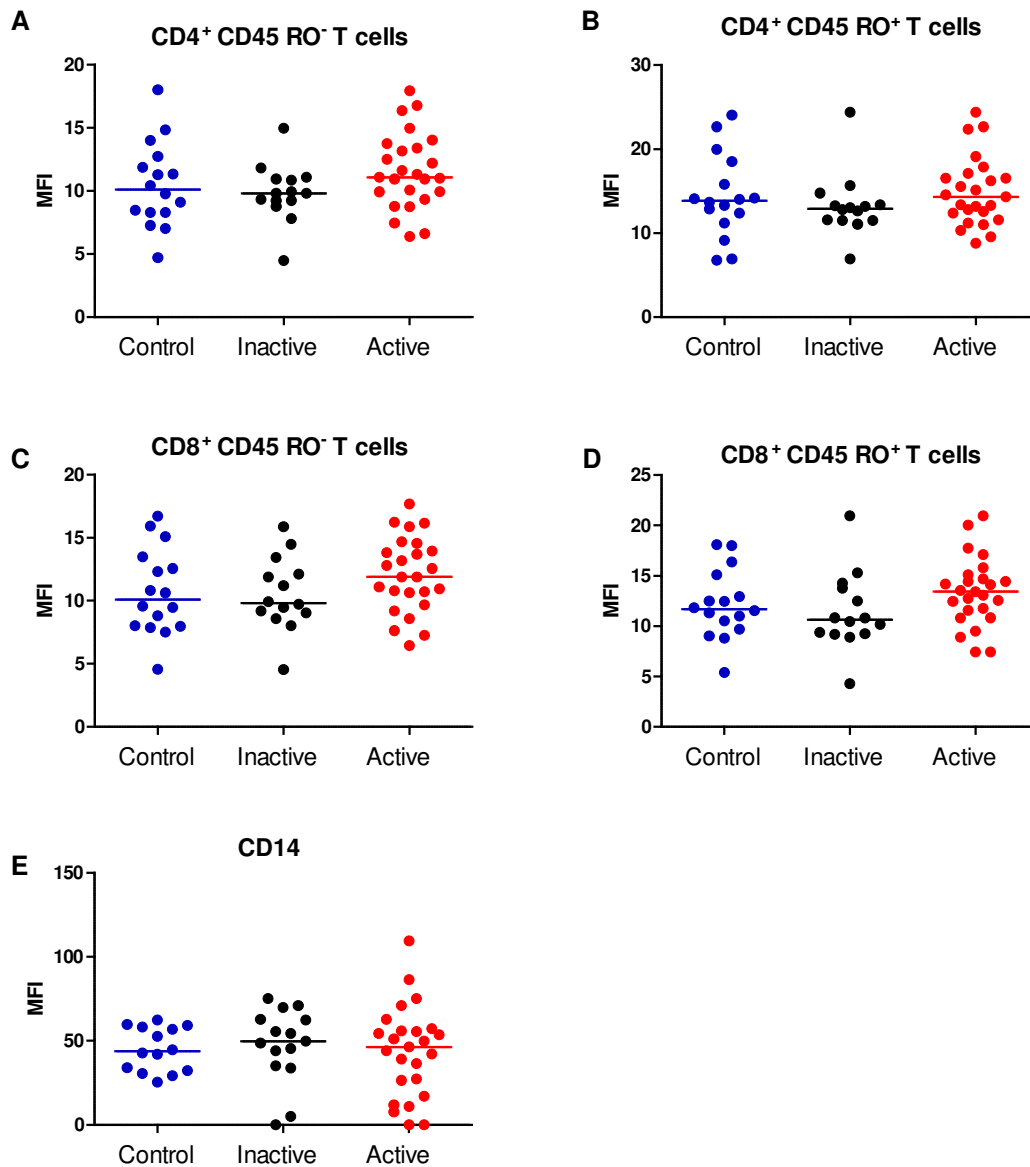 A
CD4⁺ CD45 RO⁻ T cells
20
15
10
5
0
MFI
Control Inactive Active
B
CD4⁺ CD45 RO⁺ T cells
30
20
10
0
MFI
Control Inactive Active
C
CD8⁺ CD45 RO⁻ T cells
20
15
10
5
0
MFI
Control Inactive Active
D
CD8⁺ CD45 RO⁺ T cells
25
20
15
10
5
0
MFI
Control Inactive Active
E
CD14
150
100
50
0
MFI
Control Inactive Active